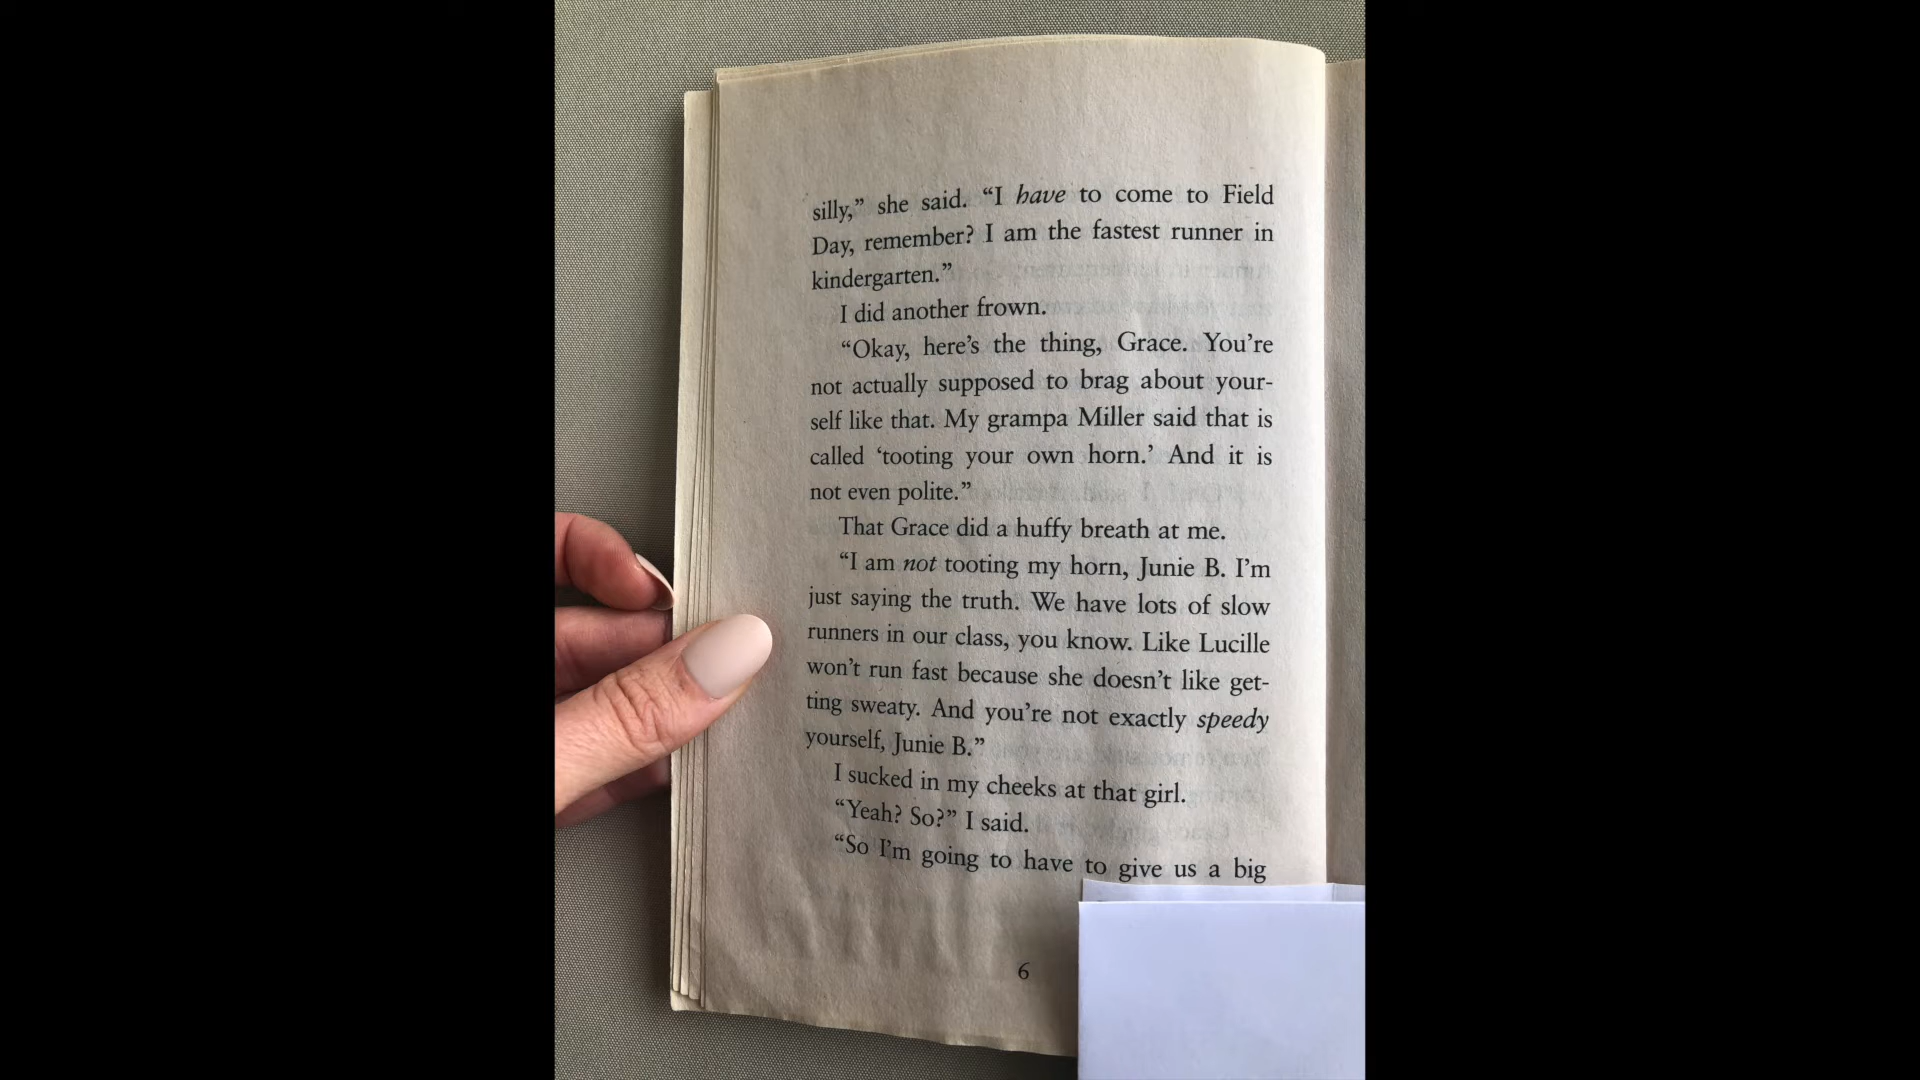 silly,” she said. “I have to come to Field
Day, remember? I am the fastest runner in
kindergarten.”
I did another frown.
“Okay, here’s the thing, Grace. You’re
not actually supposed to brag about your-
self like that. My grampa Miller said that is
called ‘tooting your own horn.’ And it is
not even polite.”
That Grace did a huffy breath at me.
“I am not tooting my horn, Junie B. I’m
just saying the truth. We have lots of slow
runners in our class, you know. Like Lucille
won’t run fast because she doesn’t like get-
ting sweaty. And you’re not exactly speedy
yourself, Junie B.”
I sucked in my cheeks at that girl.
“Yeah? So?” I said.
“So I’m going to have to give us a big
6